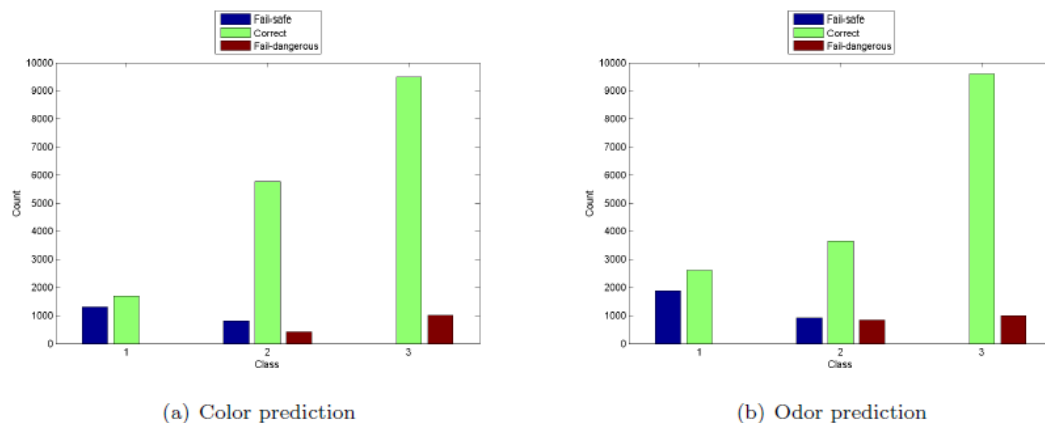 Fail-safe
Correct
Fail-dangerous
10000
9000
8000
7000
6000
5000
4000
3000
2000
1000
0
Count
1 2 3
Class
(a) Color prediction
Fail-safe
Correct
Fail-dangerous
10000
9000
8000
7000
6000
5000
4000
3000
2000
1000
0
Count
1 2 3
Class
(b) Odor prediction